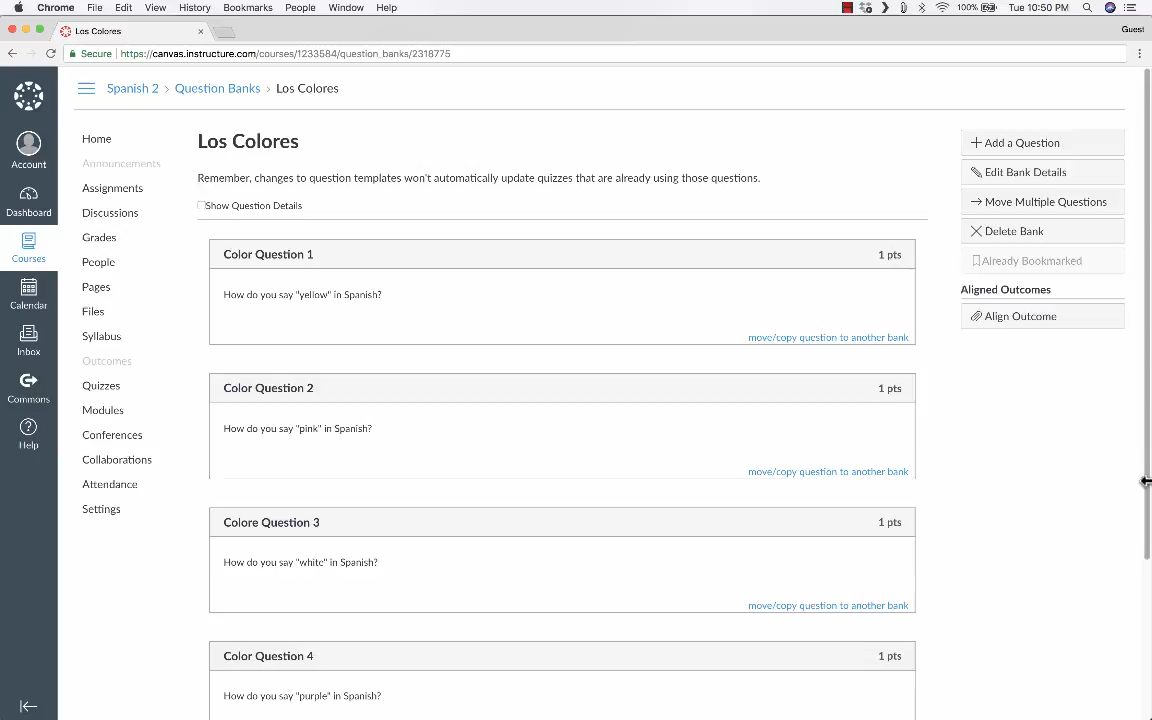 Chrome File Edit View History Bookmarks People Window Help 100% Tue 10:50 PM
Los Colores
Guest
Secure https://canvas.instructure.com/courses/1233584/question_banks/2318775
Spanish 2 > Question Banks > Los Colores
Account
Dashboard
Courses
Calendar
Inbox
Commons
Help
Home
Announcements
Assignments
Discussions
Grades
People
Pages
Files
Syllabus
Outcomes
Quizzes
Modules
Conferences
Collaborations
Attendance
Settings
Los Colores
Remember, changes to question templates won't automatically update quizzes that are already using those questions.
Show Question Details
Color Question 1 1 pts
How do you say "yellow" in Spanish?
move/copy question to another bank
Color Question 2 1 pts
How do you say "pink" in Spanish?
move/copy question to another bank
Colore Question 3 1 pts
How do you say "white" in Spanish?
move/copy question to another bank
Color Question 4 1 pts
How do you say "purple" in Spanish?
Add a Question
Edit Bank Details
Move Multiple Questions
Delete Bank
Already Bookmarked
Aligned Outcomes
Align Outcome